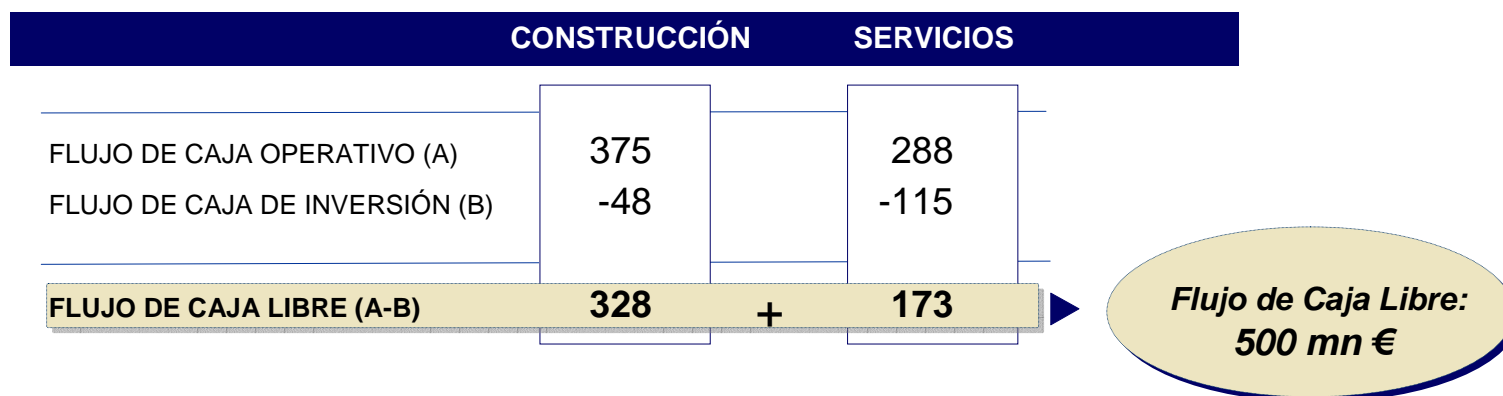 CONSTRUCCIÓN SERVICIOS
FLUJO DE CAJA OPERATIVO (A) 375 288
FLUJO DE CAJA DE INVERSIÓN (B) -48 -115
FLUJO DE CAJA LIBRE (A-B) 328 + 173
Flujo de Caja Libre:
500 mn €